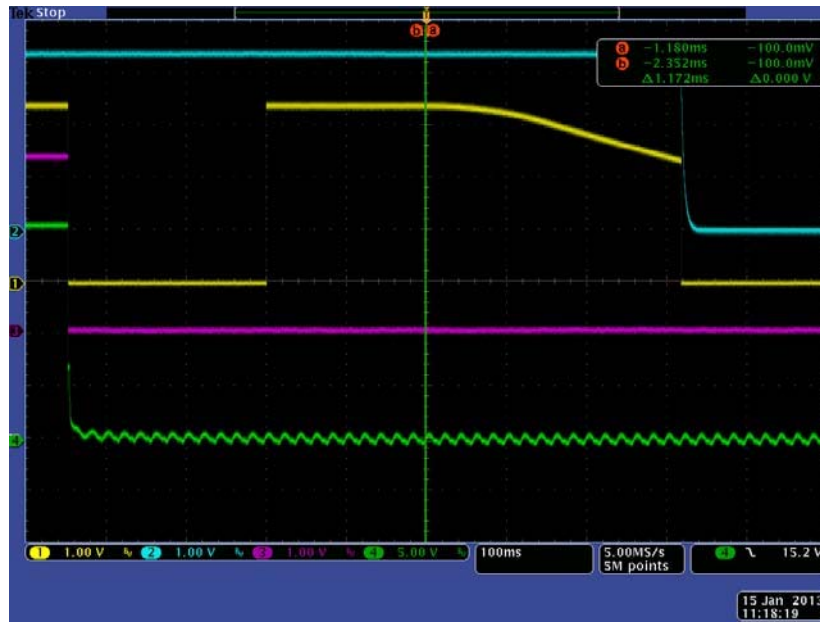 Tek Stop
b a
a -1.180ms -100.0mV
b -2.352ms -100.0mV
Δ1.172ms Δ0.000 V
2
1
3
4
1 1.00 V 2 1.00 V 3 1.00 V 4 5.00 V
100ms
5.00MS/s
5M points
4 15.2 V
15 Jan 2013
11:18:19